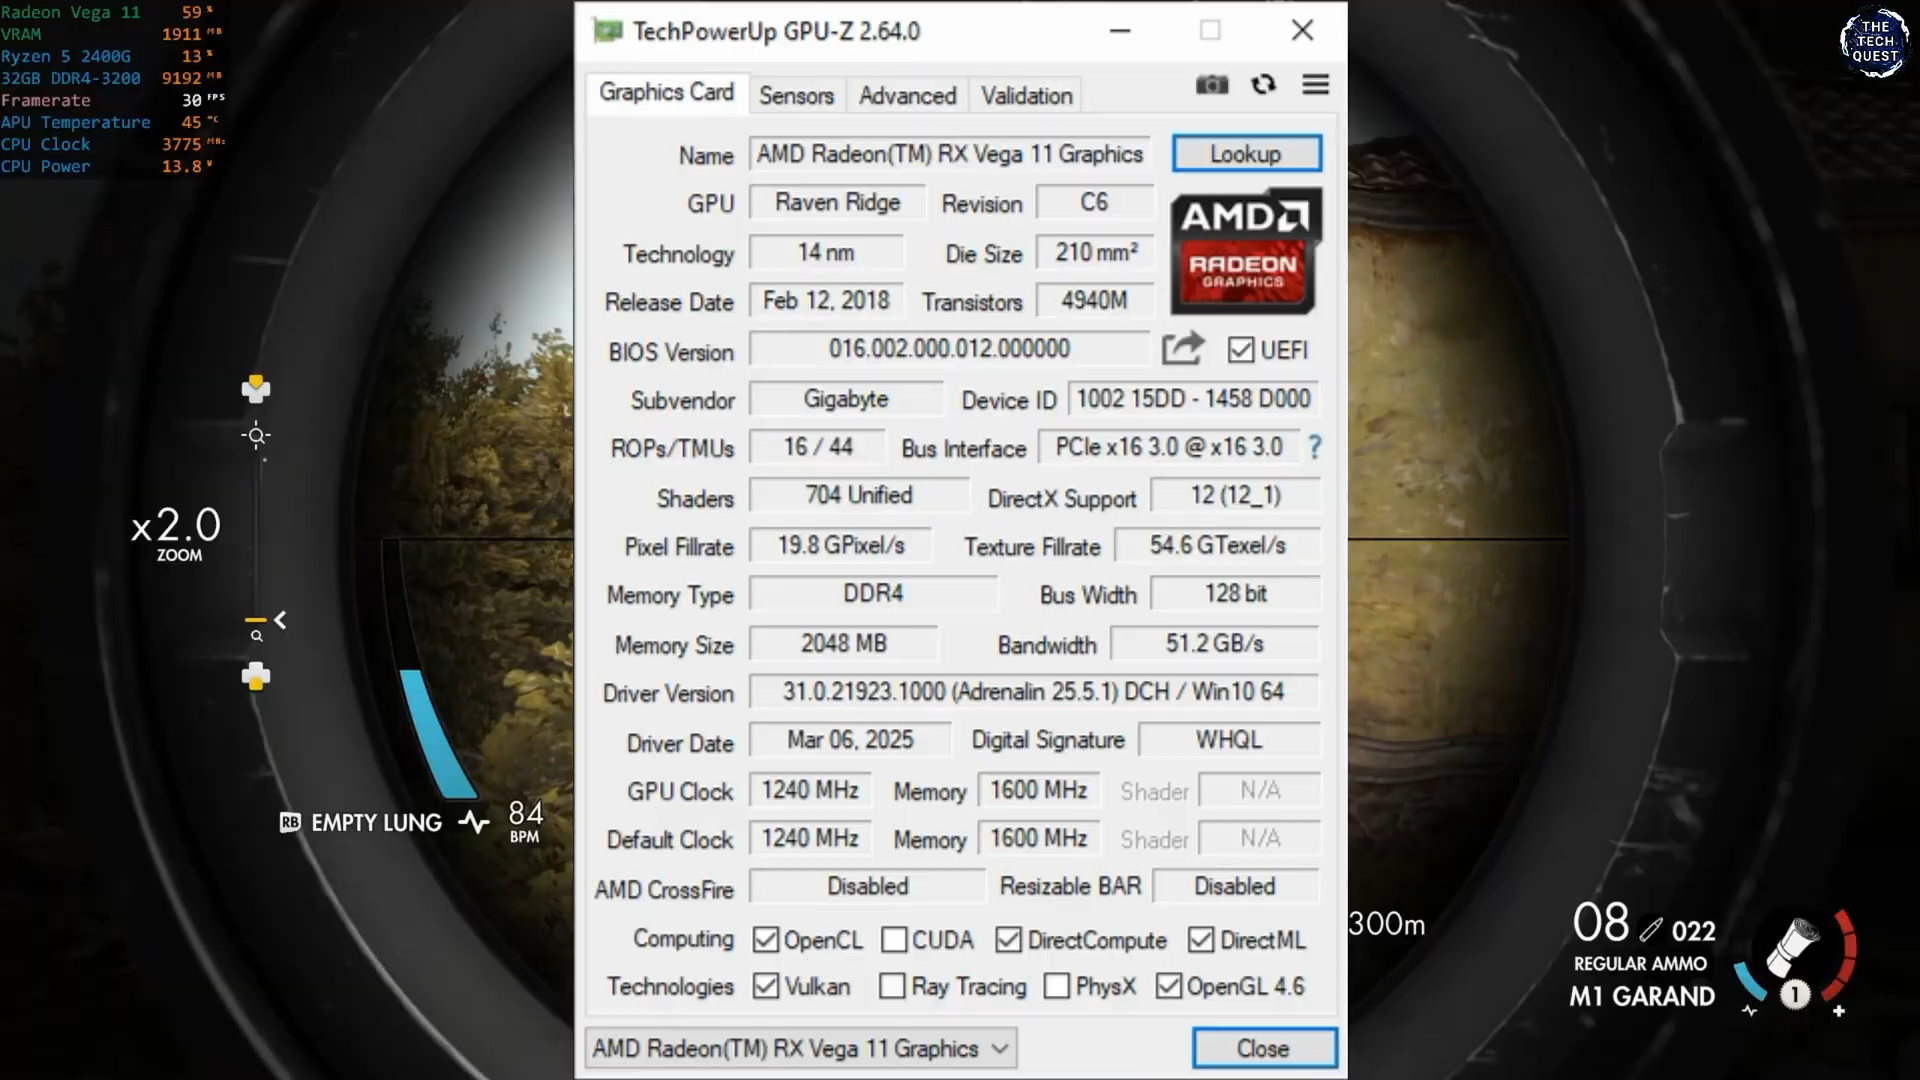 Radeon Vega 11 59 %
VRAM 1911 MB
Ryzen 5 2400G 13 %
32GB DDR4-3200 9192 MB
Framerate 30 FPS
APU Temperature 45 °C
CPU Clock 3775 MHz
CPU Power 13.8 W
THE TECH QUEST
TechPowerUp GPU-Z 2.64.0
Graphics Card Sensors Advanced Validation
Name AMD Radeon(TM) RX Vega 11 Graphics Lookup
GPU Raven Ridge Revision C6
AMD RADEON GRAPHICS
Technology 14 nm Die Size 210 mm²
Release Date Feb 12, 2018 Transistors 4940M
BIOS Version 016.002.000.012.000000 UEFI
Subvendor Gigabyte Device ID 1002 15DD - 1458 D000
ROPs/TMUs 16 / 44 Bus Interface PCIe x16 3.0 @ x16 3.0 ?
Shaders 704 Unified DirectX Support 12 (12_1)
Pixel Fillrate 19.8 GPixel/s Texture Fillrate 54.6 GTexel/s
Memory Type DDR4 Bus Width 128 bit
Memory Size 2048 MB Bandwidth 51.2 GB/s
Driver Version 31.0.21923.1000 (Adrenalin 25.5.1) DCH / Win10 64
Driver Date Mar 06, 2025 Digital Signature WHQL
GPU Clock 1240 MHz Memory 1600 MHz Shader N/A
Default Clock 1240 MHz Memory 1600 MHz Shader N/A
AMD CrossFire Disabled Resizable BAR Disabled
Computing OpenCL CUDA DirectCompute DirectML
Technologies Vulkan Ray Tracing PhysX OpenGL 4.6
AMD Radeon(TM) RX Vega 11 Graphics Close
x2.0
ZOOM
RB EMPTY LUNG 84
BPM
300m
08 022
REGULAR AMMO
M1 GARAND
1